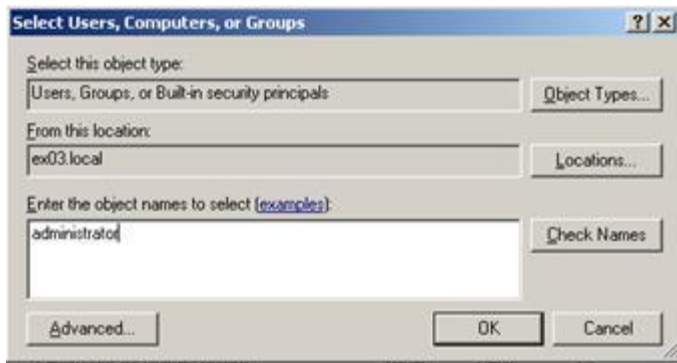 Select Users, Computers, or Groups
Select this object type:
Users, Groups, or Built-in security principals
Object Types...
From this location:
ex03.local
Locations...
Enter the object names to select (examples):
administrator
Check Names
Advanced...
OK
Cancel